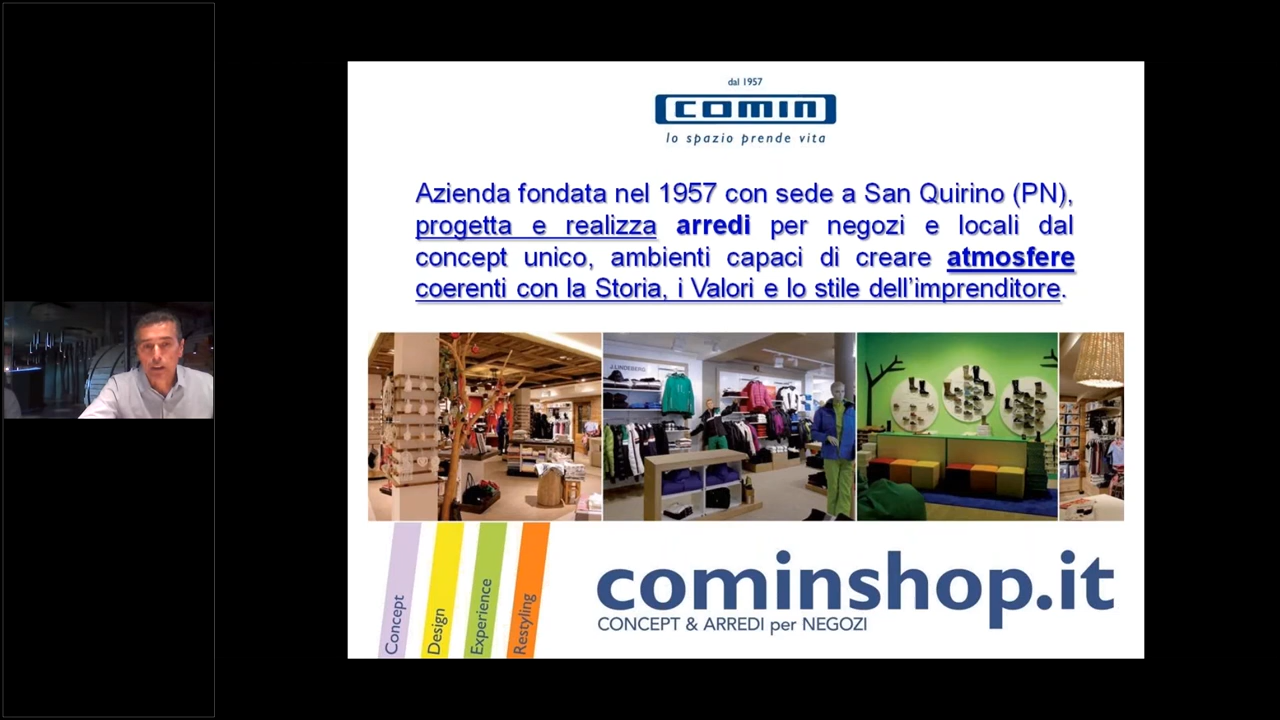 dal 1957
comin
lo spazio prende vita
Azienda fondata nel 1957 con sede a San Quirino (PN),
progetta e realizza arredi per negozi e locali dal
concept unico, ambienti capaci di creare atmosfere
coerenti con la Storia, i Valori e lo stile dell’imprenditore.
J.LINDEBERG
Concept
Design
Experience
Restyling
cominshop.it
CONCEPT & ARREDI per NEGOZI